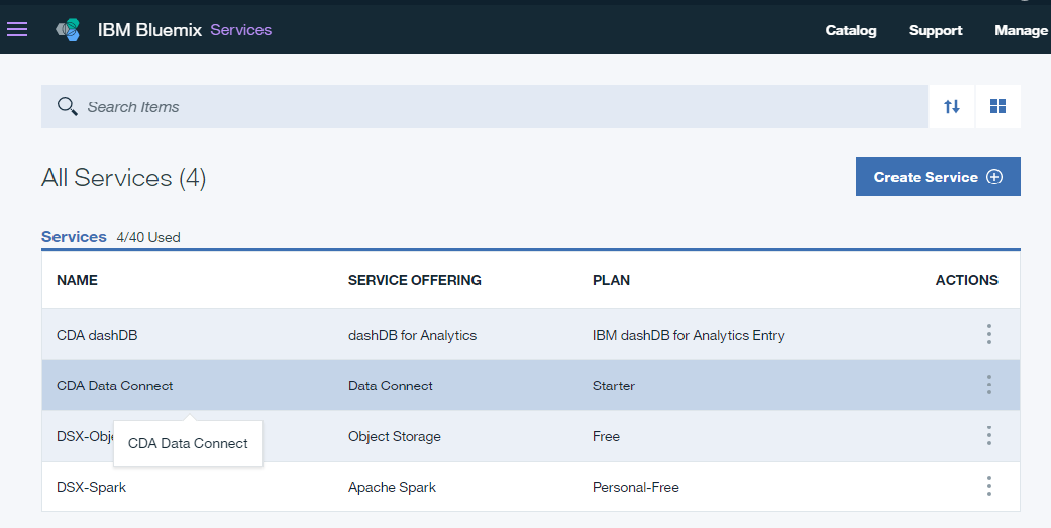 IBM Bluemix Services Catalog Support Manage
Search Items
All Services (4)
Create Service
Services 4/40 Used
NAME SERVICE OFFERING PLAN ACTIONS
CDA dashDB dashDB for Analytics IBM dashDB for Analytics Entry
CDA Data Connect Data Connect Starter
DSX-Obje Object Storage Free
CDA Data Connect
DSX-Spark Apache Spark Personal-Free